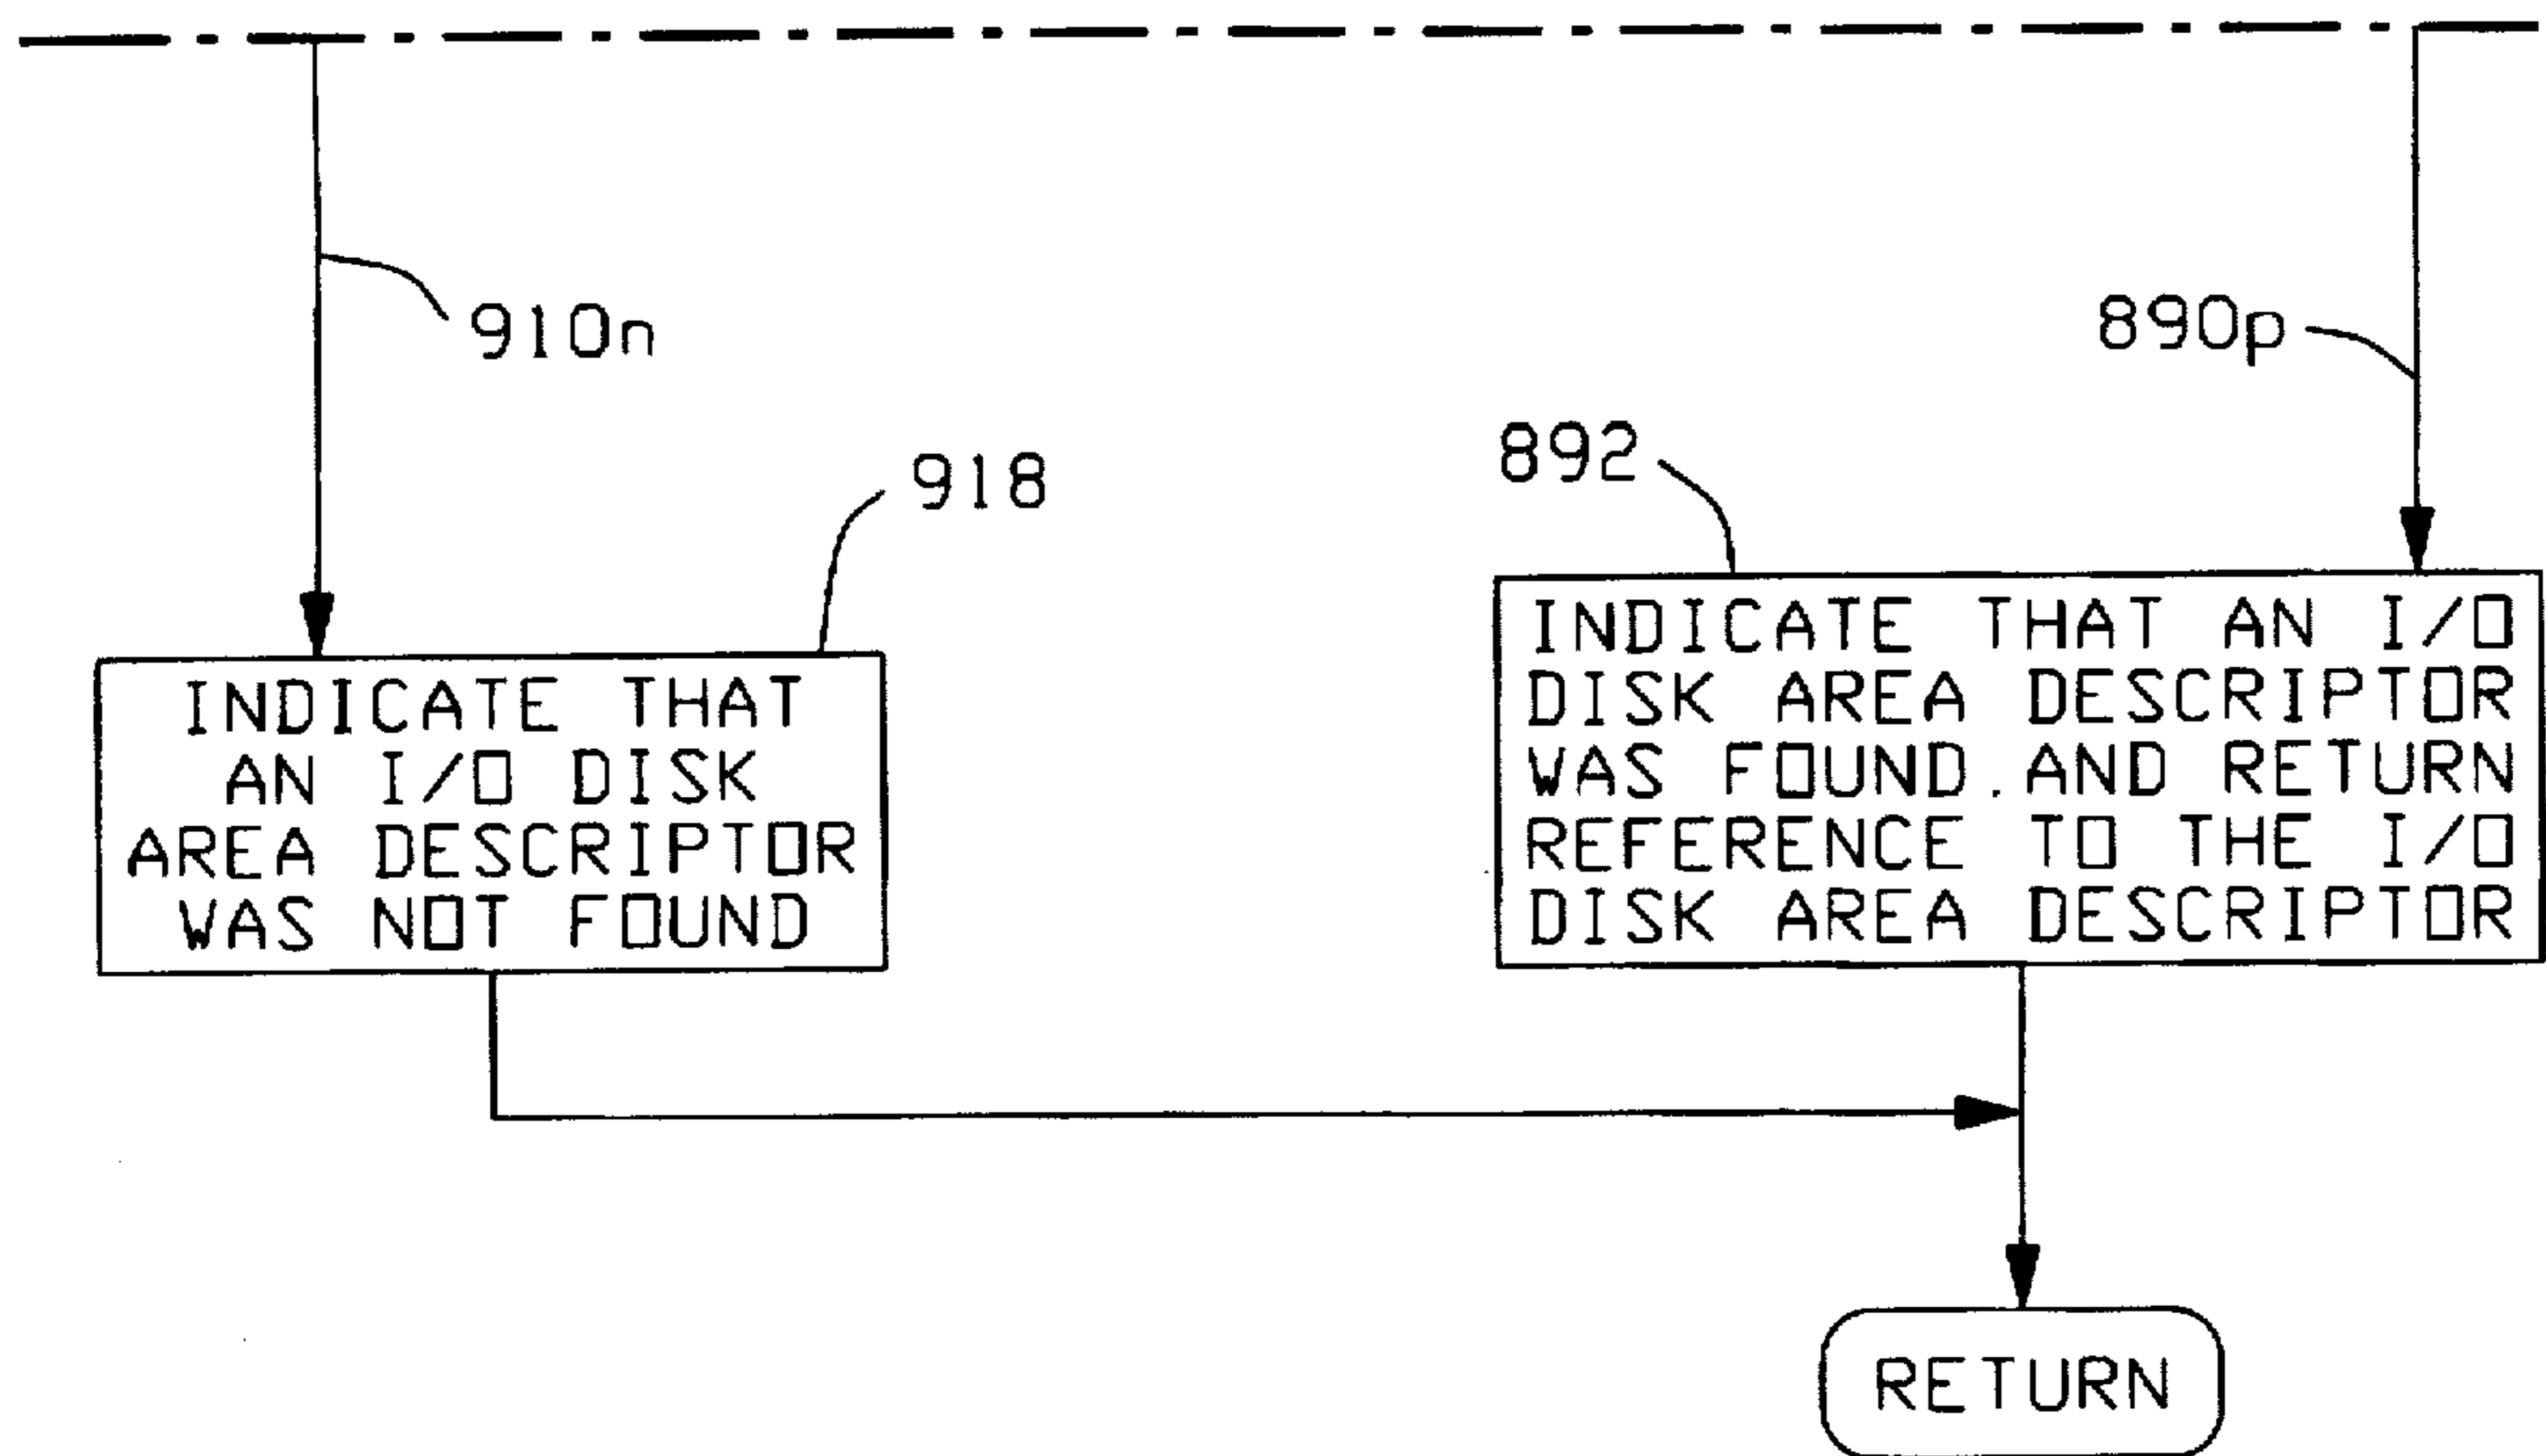 910n
890p
918
892
INDICATE THAT
AN I/O DISK
AREA DESCRIPTOR
WAS NOT FOUND
INDICATE THAT AN I/O
DISK AREA DESCRIPTOR
WAS FOUND.AND RETURN
REFERENCE TO THE I/O
DISK AREA DESCRIPTOR
RETURN